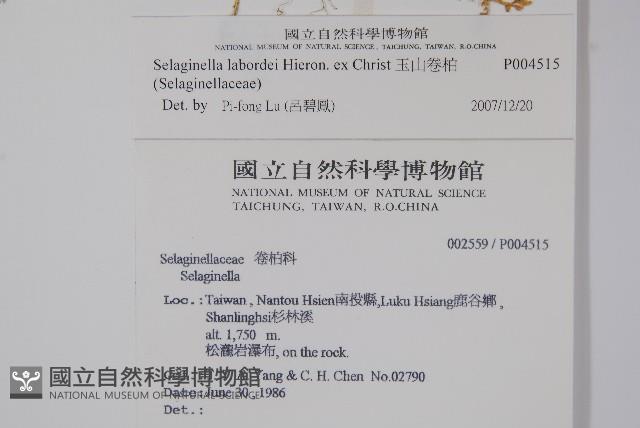 國立自然科學博物館
NATIONAL MUSEUM OF NATURAL SCIENCE, TAICHUNG, TAIWAN, R.O.CHINA
Selaginella labordei Hieron. ex Christ 玉山卷柏 P004515
(Selaginellaceae)
Det. by Pi-fong Lu (呂碧鳳) 2007/12/20
國立自然科學博物館
NATIONAL MUSEUM OF NATURAL SCIENCE
TAICHUNG, TAIWAN, R.O.CHINA
002559 / P004515
Selaginellaceae 卷柏科
Selaginella
Loc.:Taiwan, Nantou Hsien南投縣,Luku Hsiang鹿谷鄉,
Shanlinghsi杉林溪
alt. 1,750 m.
松瀧岩瀑布, on the rock.
& C. H. Chen No.02790
Date:June 30, 1986
Det.:
國立自然科學博物館
NATIONAL MUSEUM OF NATURAL SCIENCE